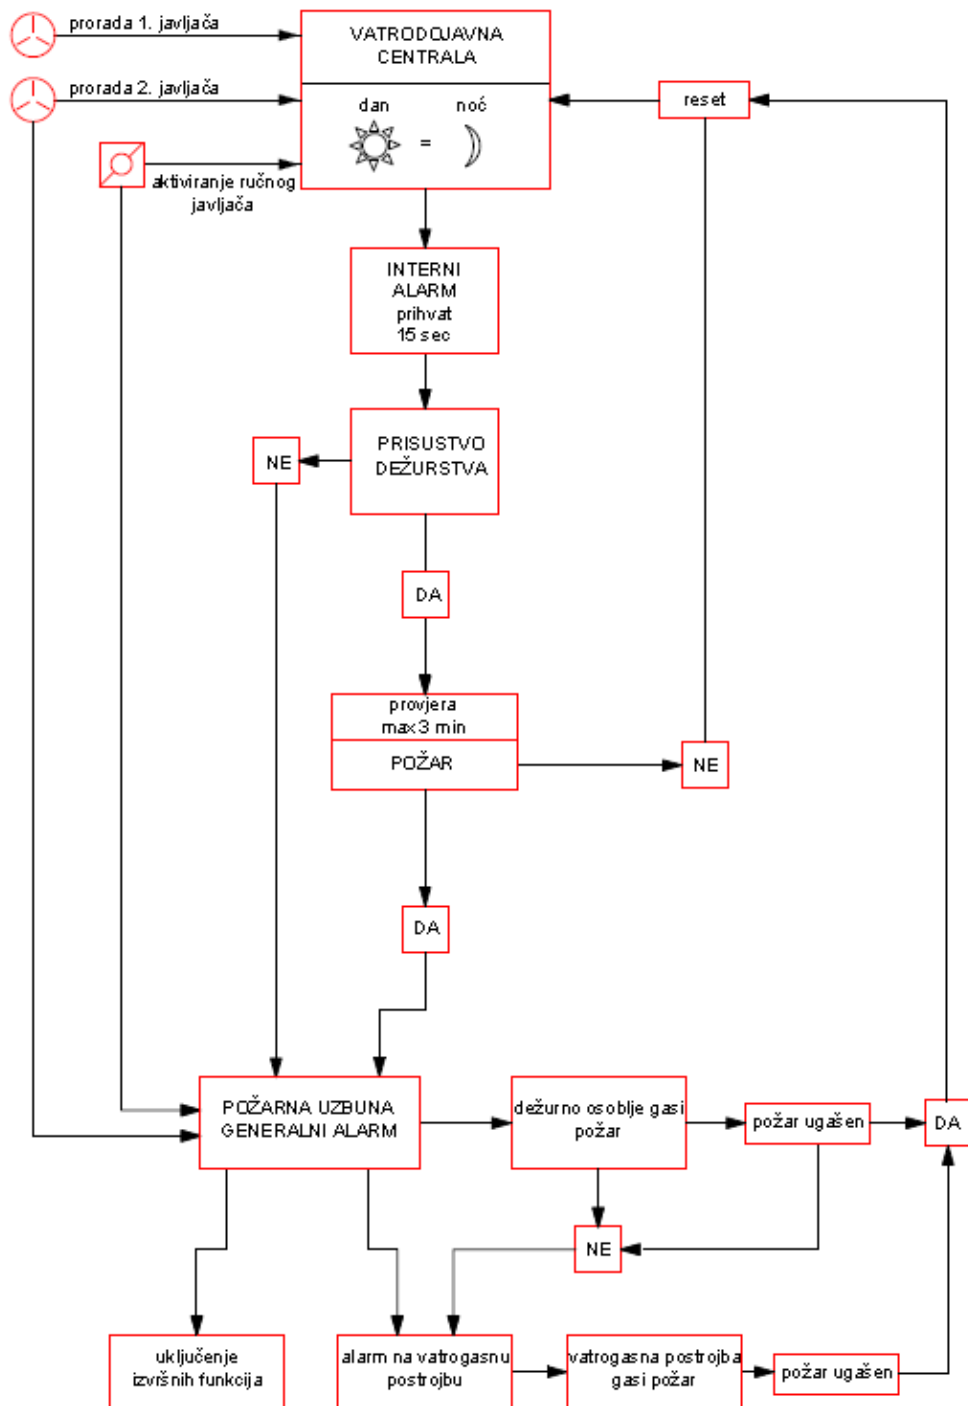 prorada 1. javljača
VATRODOJAVNA
CENTRALA
prorada 2. javljača
dan
noć
=
reset
aktiviranje ručnog
javljača
INTERNI
ALARM
prihvat
15 sec
PRISUSTVO
DEŽURSTVA
NE
DA
provjera
max 3 min
POŽAR
NE
DA
POŽARNA UZBUNA
GENERALNI ALARM
dežurno osoblje gasi
požar
požar ugašen
DA
NE
uključenje
izvršnih funkcija
alarm na vatrogasnu
postrojbu
vatrogasna postrojba
gasi požar
požar ugašen